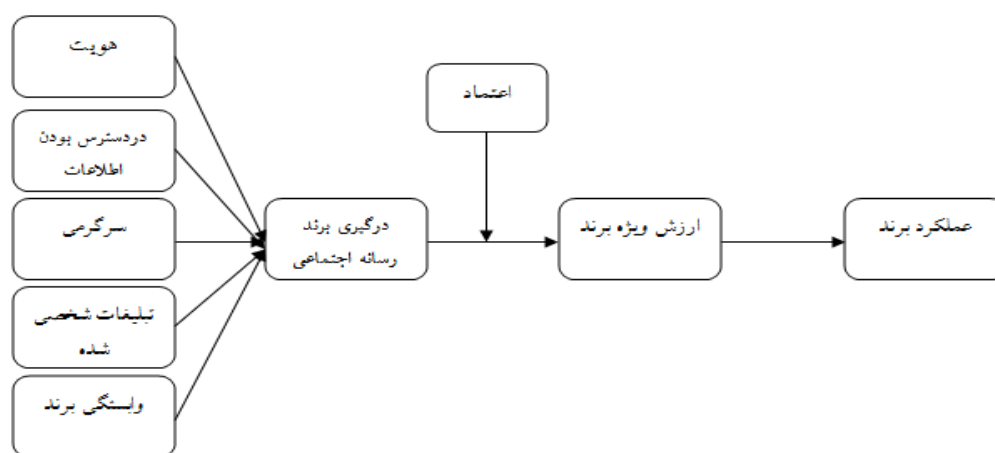 هویت
دردسترس بودن
اطلاعات
سرگرمی
تبلیغات شخصی
شده
وابستگی برند
درگیری برند
رسانه اجتماعی
اعتماد
ارزش ویژه برند
عملکرد برند